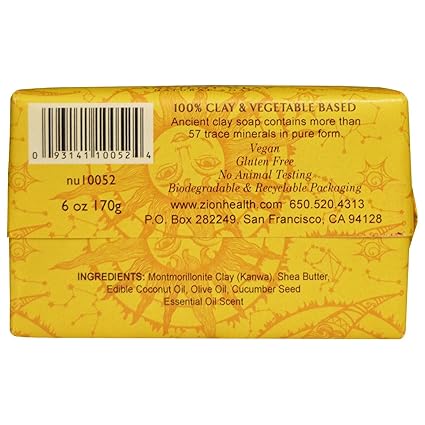 100% CLAY & VEGETABLE BASED
Ancient clay soap contains more than
57 trace minerals in pure form.
Vegan
Gluten Free
No Animal Testing
Biodegradable & Recyclable Packaging
www.zionhealth.com 650.520.4313
P.O. Box 282249, San Francisco, CA 94128
0 93141 10052 4
nu10052
6 oz 170g
INGREDIENTS: Montmorillonite Clay (Kanwa), Shea Butter,
Edible Coconut Oil, Olive Oil, Cucumber Seed
Essential Oil Scent